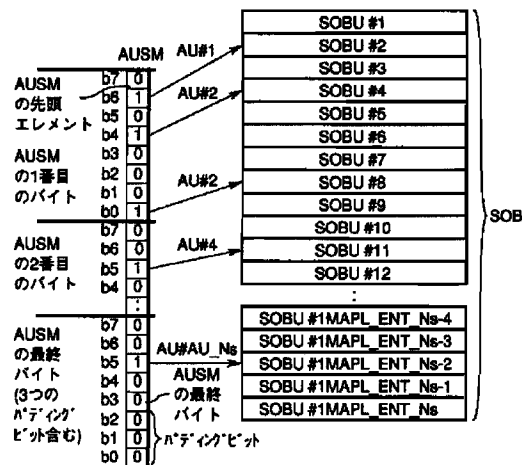 AUSM
AUSM
の先頭
エレメント
AUSM
の1番目
のバイト
b7 0
b6 1
b5 0
b4 1
b3 0
b2 0
b1 0
b0 1
AUSM
の2番目
のバイト
b7 0
b6 0
b5 1
b4 0
:
AUSM
の最終
バイト
(3つの
パディング
ビット含む)
b7 0
b6 0
b5 1
b4 0
b3 0
b2 0
b1 0
b0 0
AUSM
の最終
バイト
パディングビット
AU#1
AU#2
AU#2
AU#4
AU#AU_Ns
SOBU #1
SOBU #2
SOBU #3
SOBU #4
SOBU #5
SOBU #6
SOBU #7
SOBU #8
SOBU #9
SOBU #10
SOBU #11
SOBU #12
:
SOBU #1MAPL_ENT_Ns-4
SOBU #1MAPL_ENT_Ns-3
SOBU #1MAPL_ENT_Ns-2
SOBU #1MAPL_ENT_Ns-1
SOBU #1MAPL_ENT_Ns
SOB